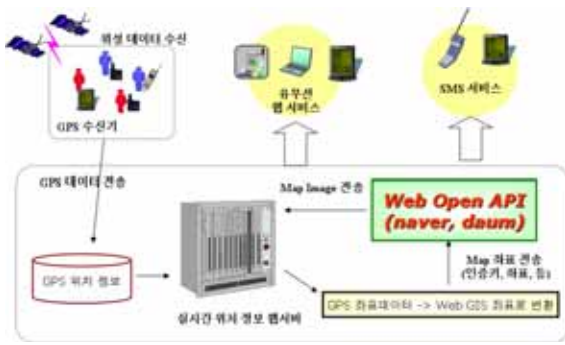 위성 데이터 수신
GPS 수신기
유무선
웹 서비스
SMS 서비스
GPS 데이터 전송
Map Image 전송
Web Open API
(naver, daum)
Map 좌표 전송
(인증키, 좌표, 등)
GPS 위치 정보
실시간 위치 정보 웹서버
GPS 좌표데이터 -> Web GIS 좌표로 변환